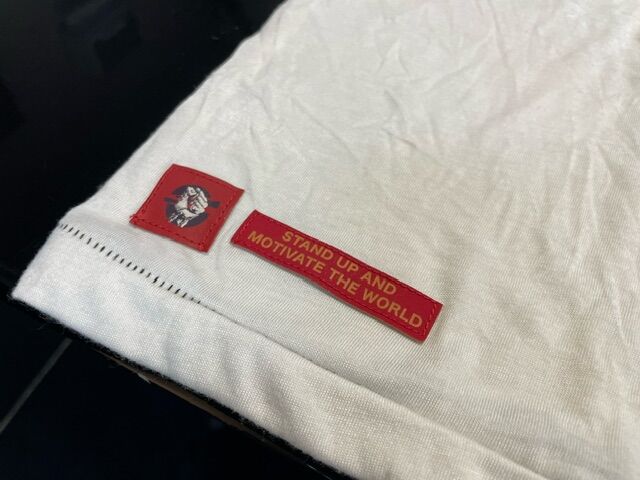 STAND UP AND
MOTIVATE THE WORLD